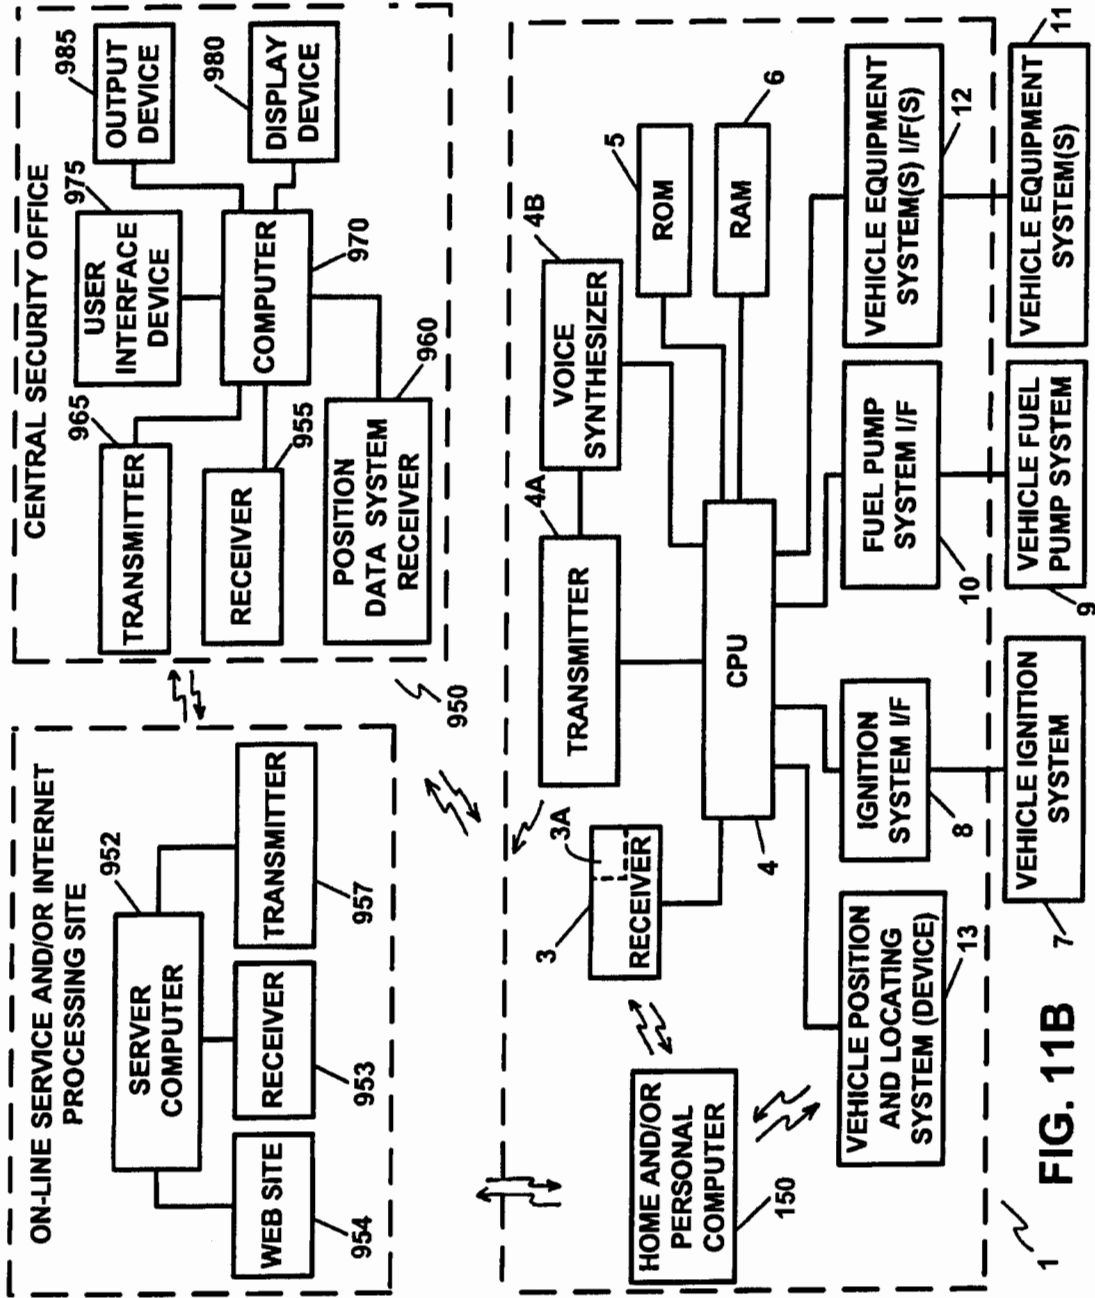 ON-LINE SERVICE AND/OR INTERNET
PROCESSING SITE
SERVER
COMPUTER
952
WEB SITE
954
RECEIVER
953
TRANSMITTER
957
CENTRAL SECURITY OFFICE
TRANSMITTER
965
RECEIVER
955
POSITION
DATA SYSTEM
RECEIVER
960
USER
INTERFACE
DEVICE
975
COMPUTER
970
OUTPUT
DEVICE
985
DISPLAY
DEVICE
980
950
HOME AND/OR
PERSONAL
COMPUTER
150
3
3A
RECEIVER
TRANSMITTER
4A
VOICE
SYNTHESIZER
4B
ROM
5
RAM
6
CPU
4
VEHICLE POSITION
AND LOCATING
SYSTEM (DEVICE)
13
IGNITION
SYSTEM I/F
8
FUEL PUMP
SYSTEM I/F
10
VEHICLE EQUIPMENT
SYSTEM(S) I/F(S)
12
VEHICLE IGNITION
SYSTEM
7
VEHICLE FUEL
PUMP SYSTEM
9
VEHICLE EQUIPMENT
SYSTEM(S)
11
1
FIG. 11B